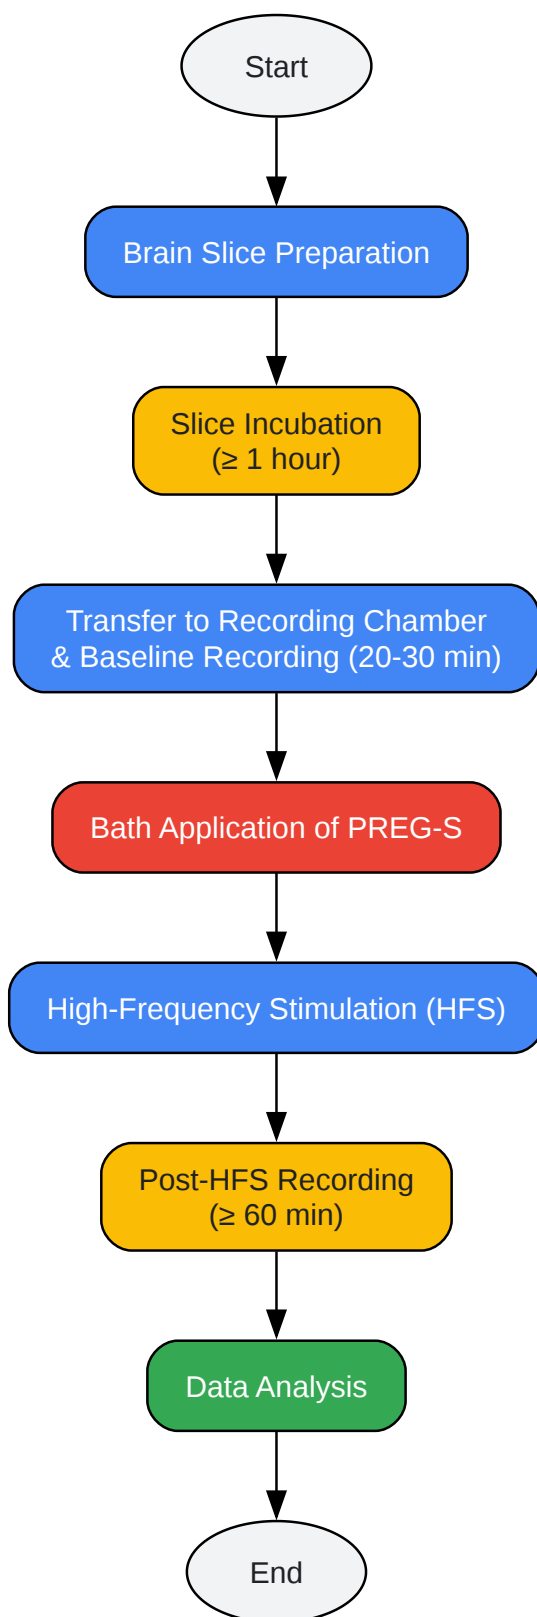 Start
Brain Slice Preparation
Slice Incubation
(≥ 1 hour)
Transfer to Recording Chamber
& Baseline Recording (20-30 min)
Bath Application of PREG-S
High-Frequency Stimulation (HFS)
Post-HFS Recording
(≥ 60 min)
Data Analysis
End